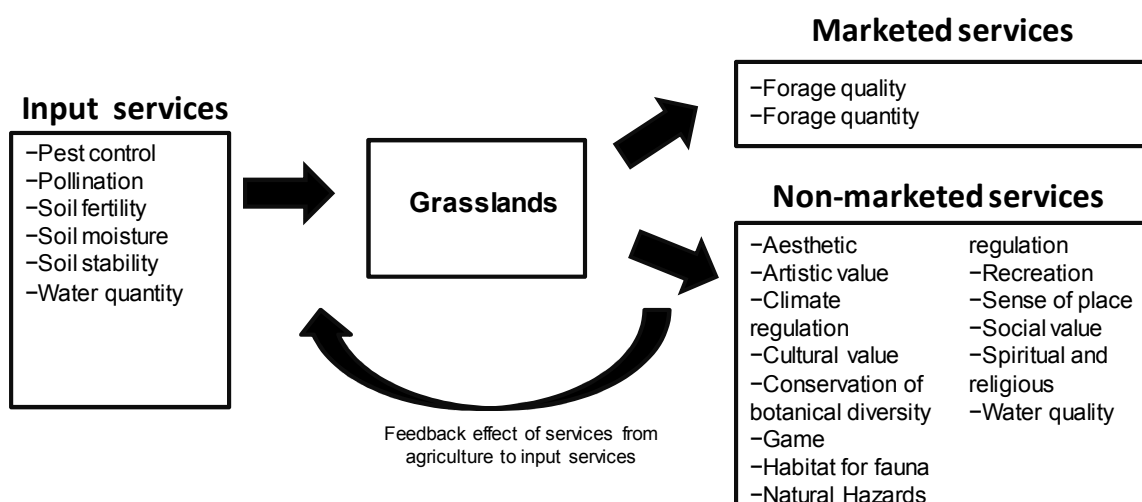 Marketed services
−Forage quality
−Forage quantity
Input services
−Pest control
−Pollination
−Soil fertility
−Soil moisture
−Soil stability
−Water quantity
Grasslands
Non-marketed services
−Aesthetic
−Artistic value
−Climate
regulation
−Cultural value
−Conservation of
botanical diversity
−Game
−Habitat for fauna
−Natural Hazards
regulation
−Recreation
−Sense of place
−Social value
−Spiritual and
religious
−Water quality
Feedback effect of services from
agriculture to input services